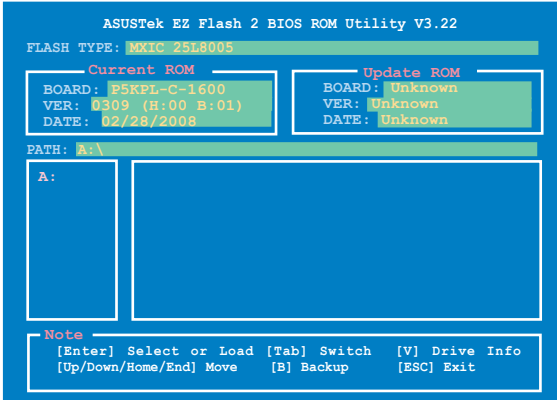 ASUSTek EZ Flash 2 BIOS ROM Utility V3.22
FLASH TYPE: MXIC 25L8005
Current ROM
BOARD: P5KPL-C-1600
VER: 0309 (H:00 B:01)
DATE: 02/28/2008
Update ROM
BOARD: Unknown
VER: Unknown
DATE: Unknown
PATH: A:\
A:
Note
[Enter] Select or Load [Tab] Switch [V] Drive Info
[Up/Down/Home/End] Move [B] Backup [ESC] Exit